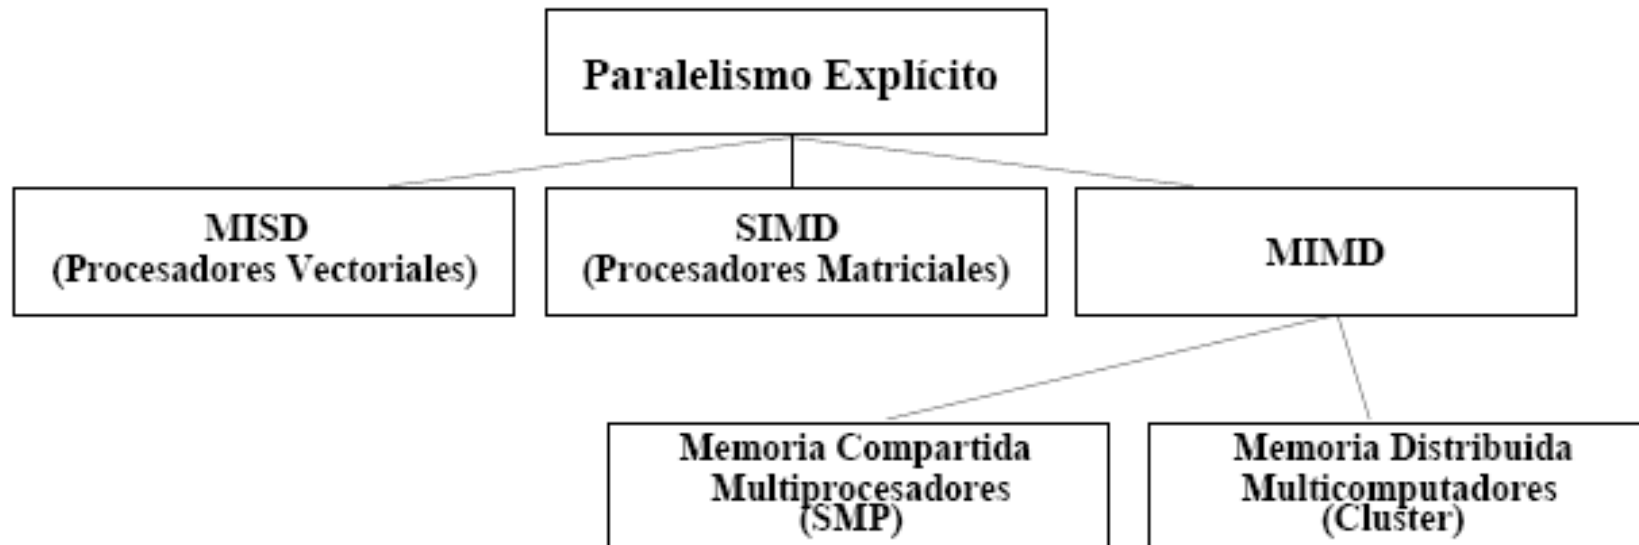 Paralelismo Explícito
MISD
(Procesadores Vectoriales)
SIMD
(Procesadores Matriciales)
MIMD
Memoria Compartida
Multiprocesadores
(SMP)
Memoria Distribuida
Multicomputadores
(Cluster)